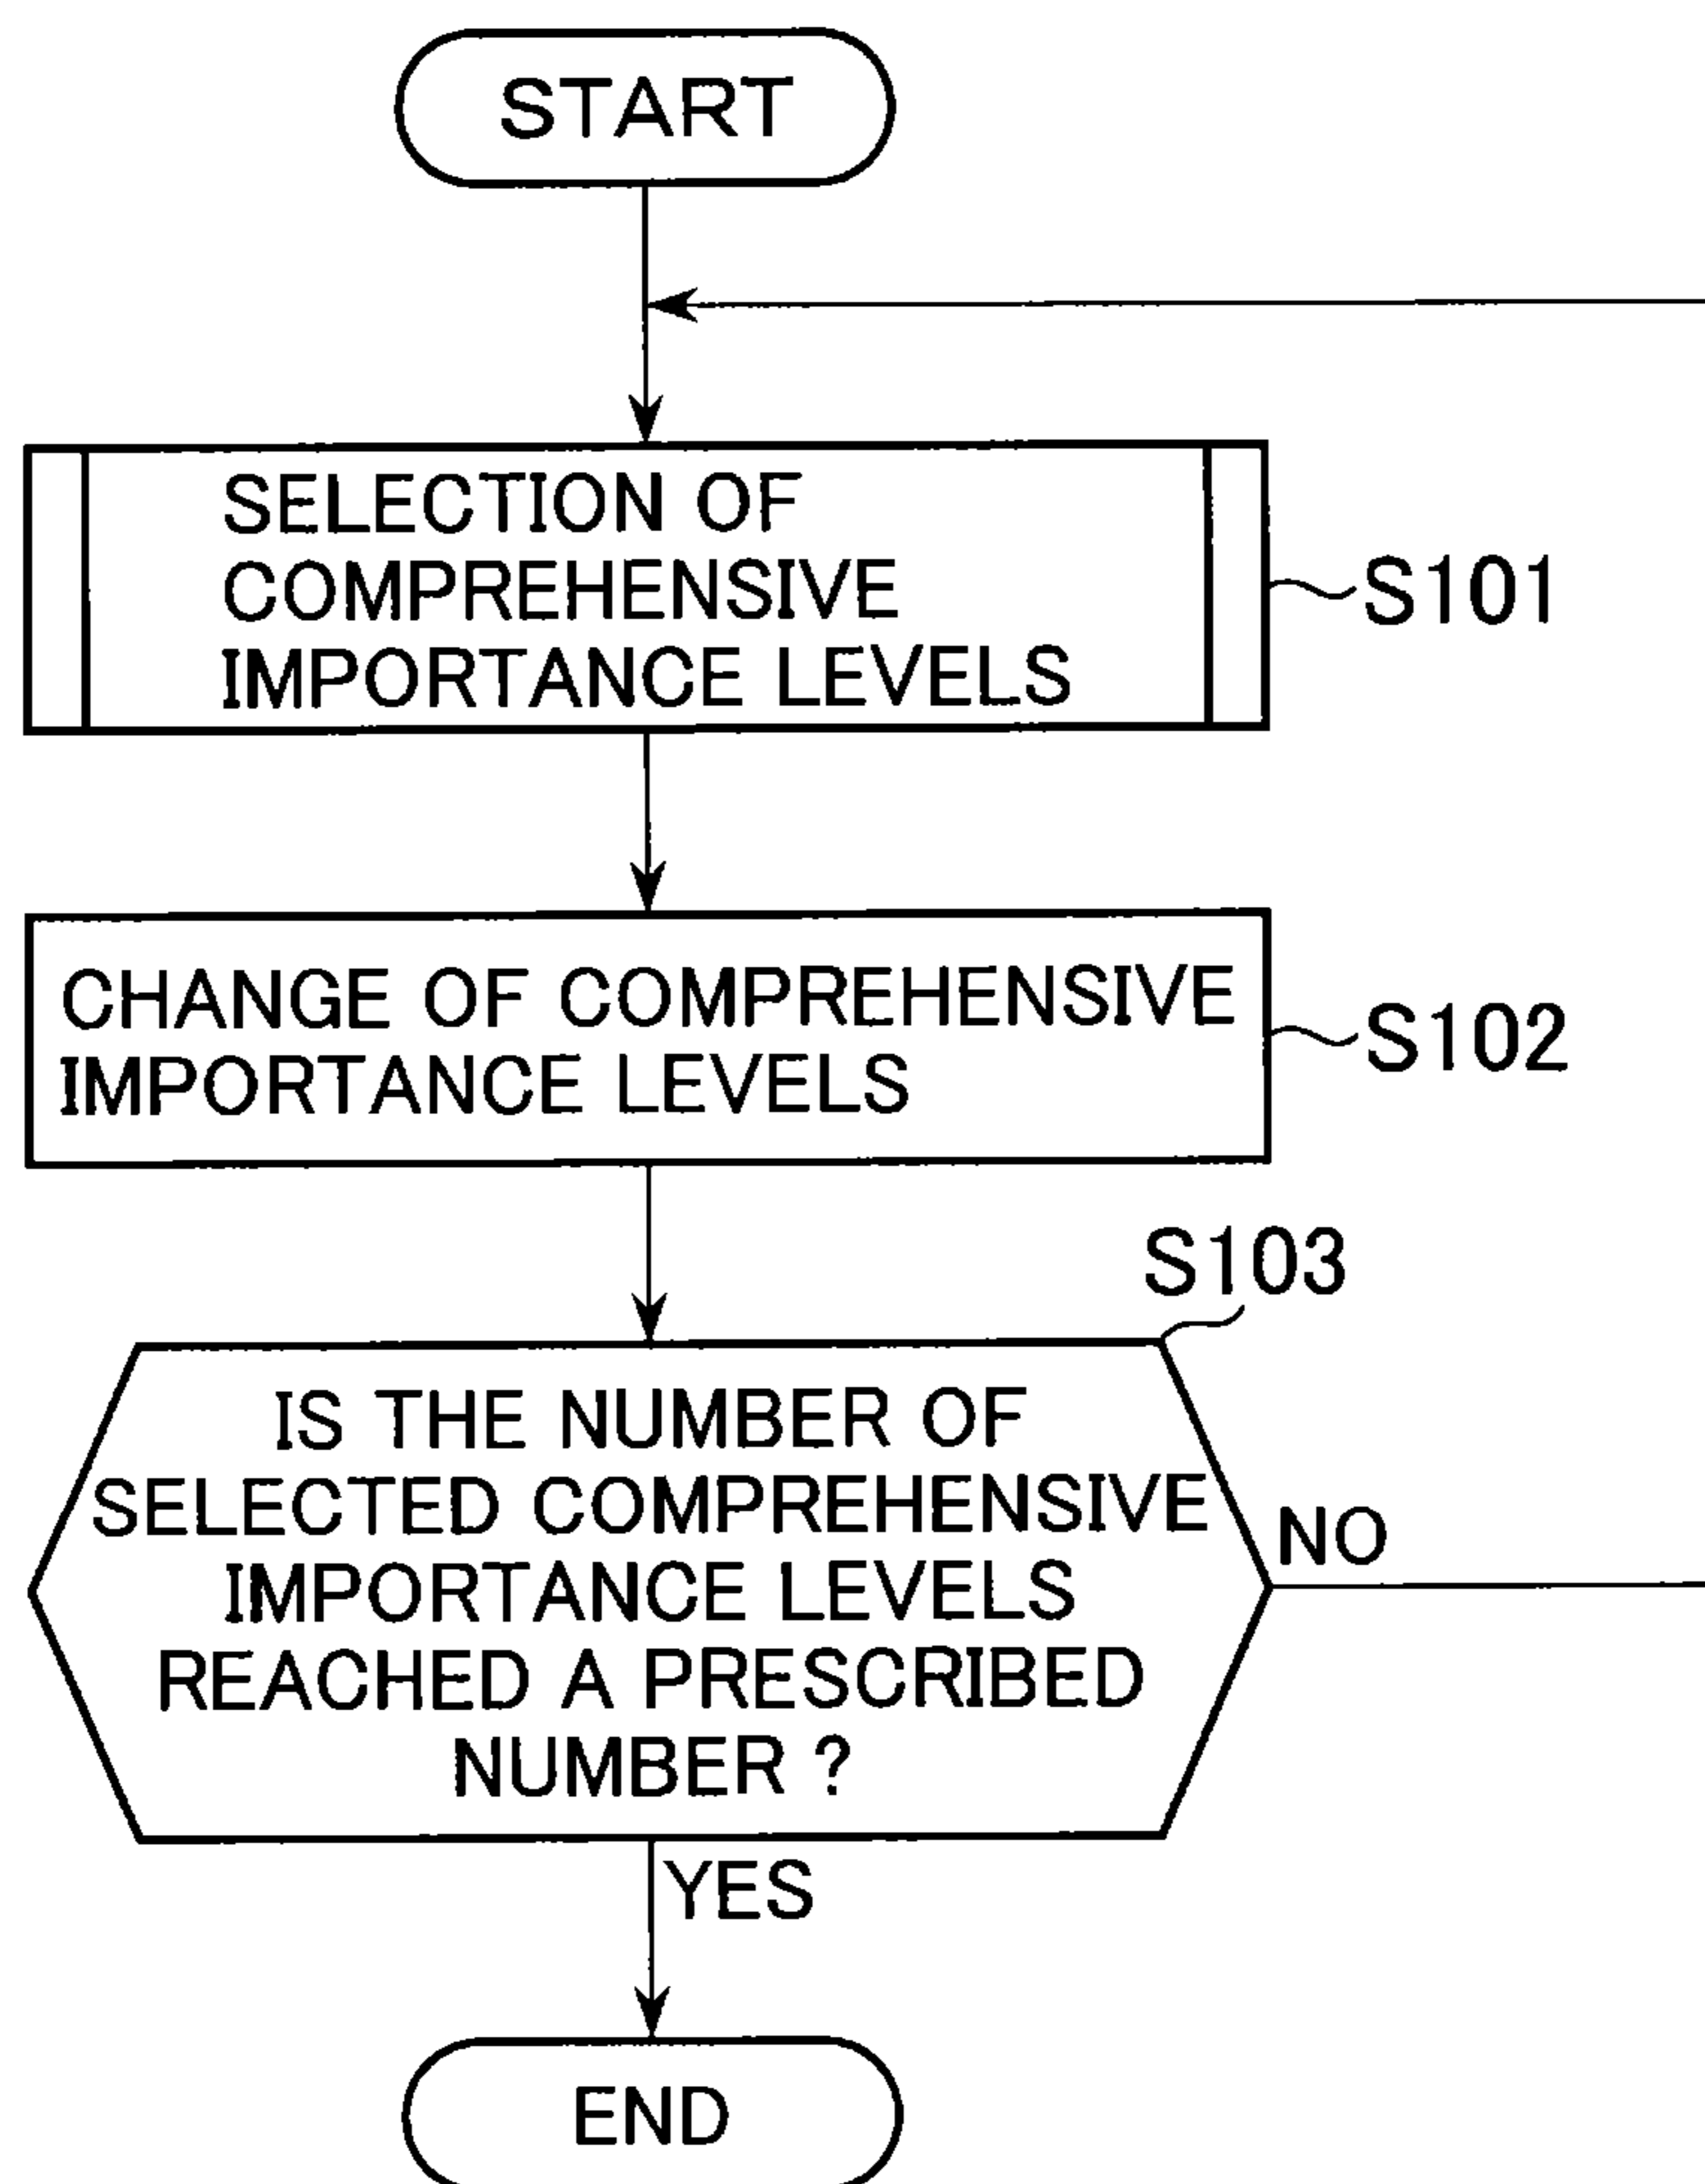 START
SELECTION OF
COMPREHENSIVE
IMPORTANCE LEVELS
S101
CHANGE OF COMPREHENSIVE
IMPORTANCE LEVELS
S102
S103
IS THE NUMBER OF
SELECTED COMPREHENSIVE
IMPORTANCE LEVELS
REACHED A PRESCRIBED
NUMBER ?
NO
YES
END